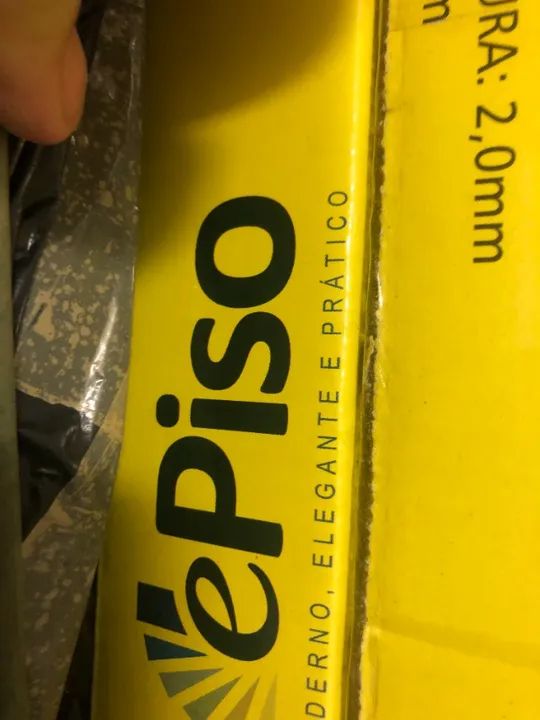 ePiso
DERNO, ELEGANTE E PRÁTICO
URA: 2,0mm
m